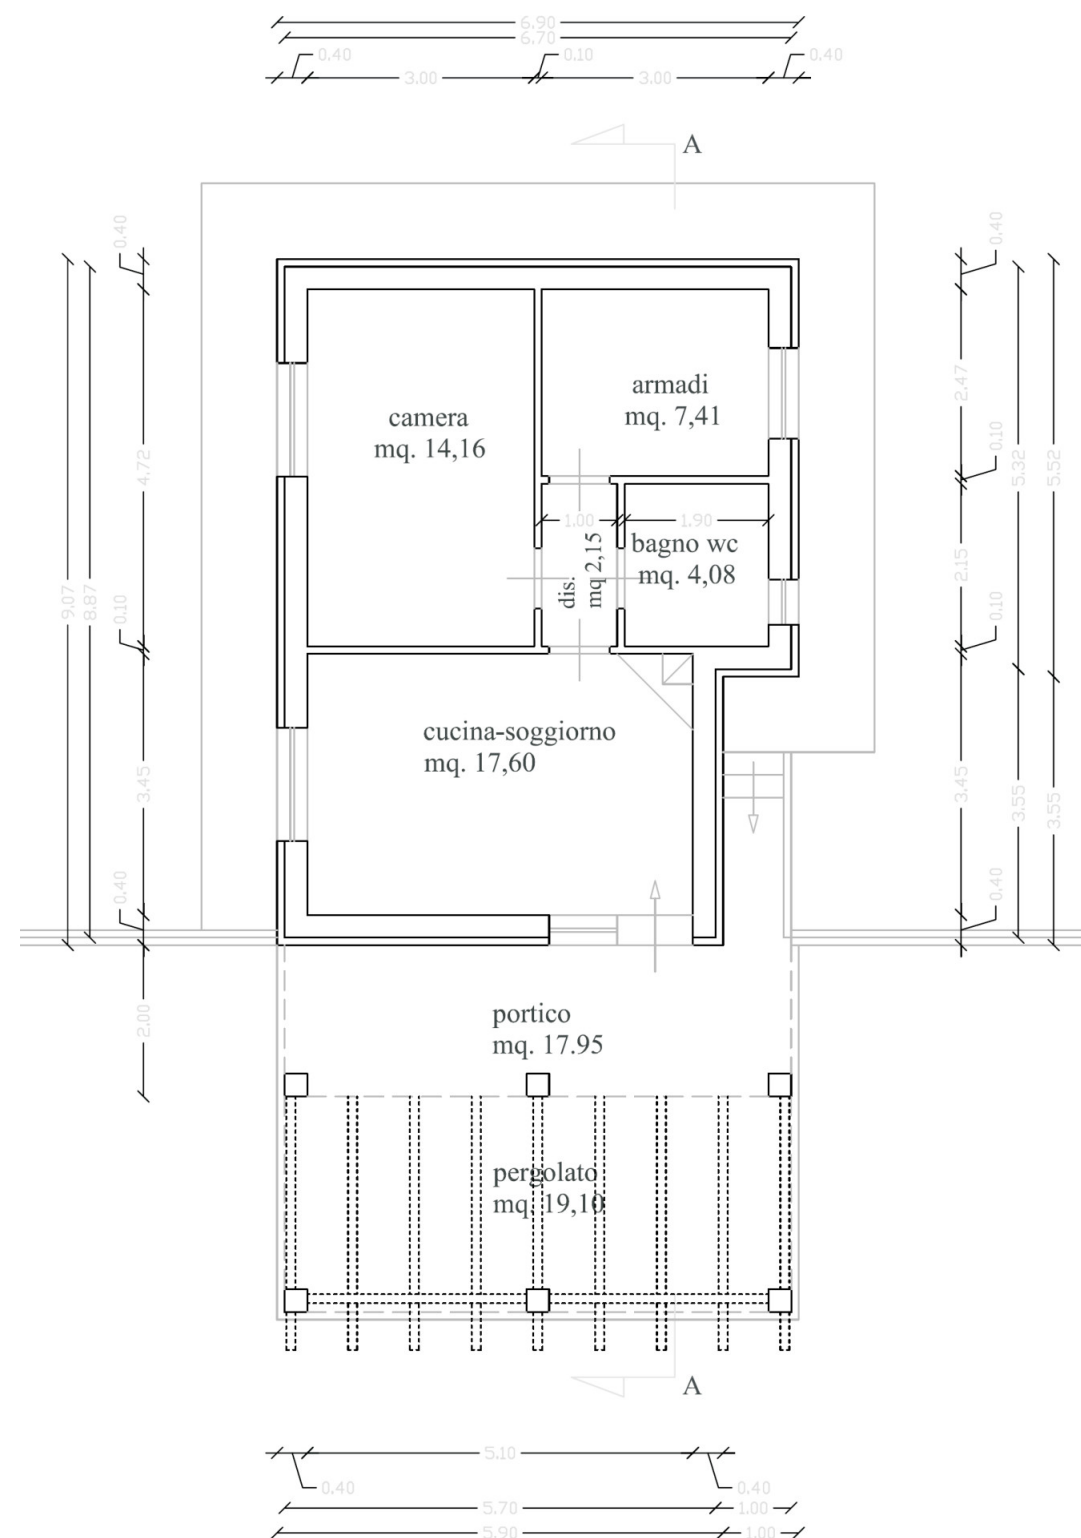 6.90
6.70
0.40
0.10
0.40
3.00
3.00
A
0.40
0.40
armadi
mq. 7,41
camera
mq. 14,16
2.47
0.10
4.72
5.32
5.52
1.00
1.90
bagno wc
mq. 4,08
dis.
mq 2,15
2.15
9.07
8.87
0.10
0.10
cucina-soggiorno
mq. 17,60
3.45
3.45
3.55
3.55
0.40
0.40
portico
mq. 17.95
2.00
pergolato
mq. 19,10
A
5.10
0.40
0.40
5.70
1.00
5.90
1.00